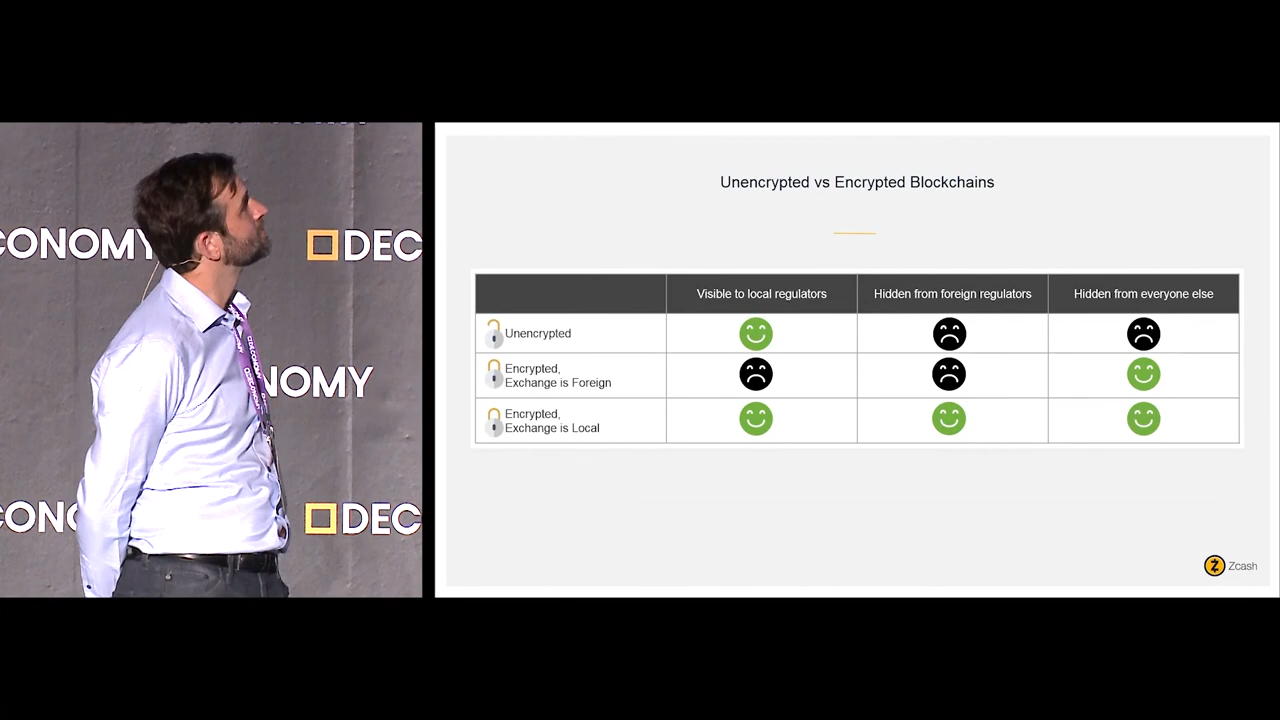 CONOMY
DEC
NOMY
CONO
DEC
DECONOMY
Unencrypted vs Encrypted Blockchains
Visible to local regulators
Hidden from foreign regulators
Hidden from everyone else
Unencrypted
Encrypted,
Exchange is Foreign
Encrypted,
Exchange is Local
Zcash